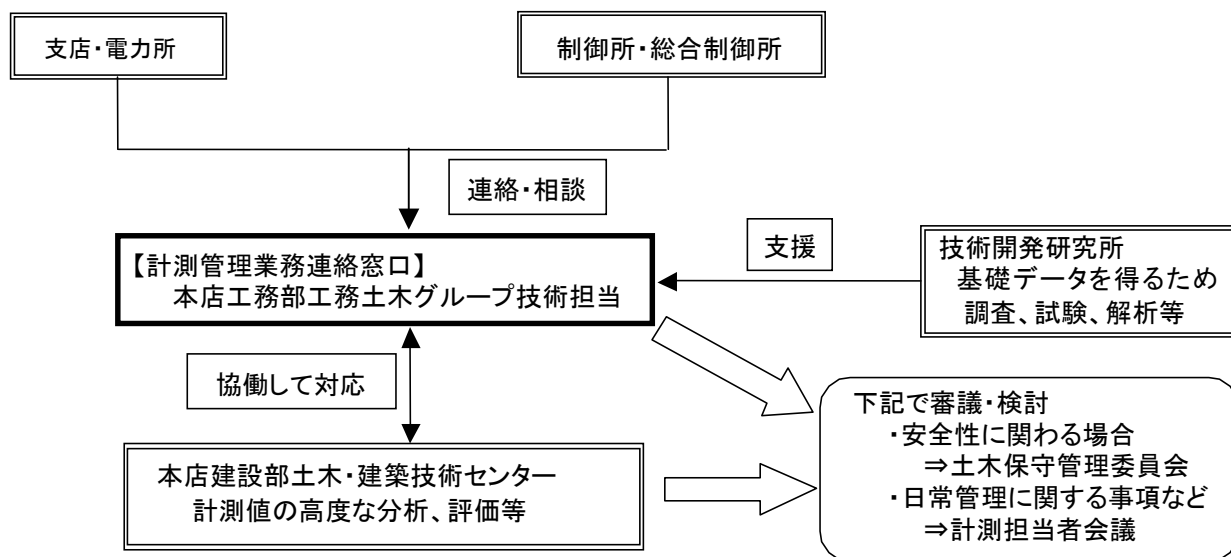 支店・電力所
制御所・総合制御所
連絡・相談
【計測管理業務連絡窓口】
本店工務部工務土木グループ技術担当
支援
技術開発研究所
基礎データを得るため
調査、試験、解析等
協働して対応
本店建設部土木・建築技術センター
計測値の高度な分析、評価等
下記で審議・検討
・安全性に関わる場合
⇒土木保守管理委員会
・日常管理に関する事項など
⇒計測担当者会議